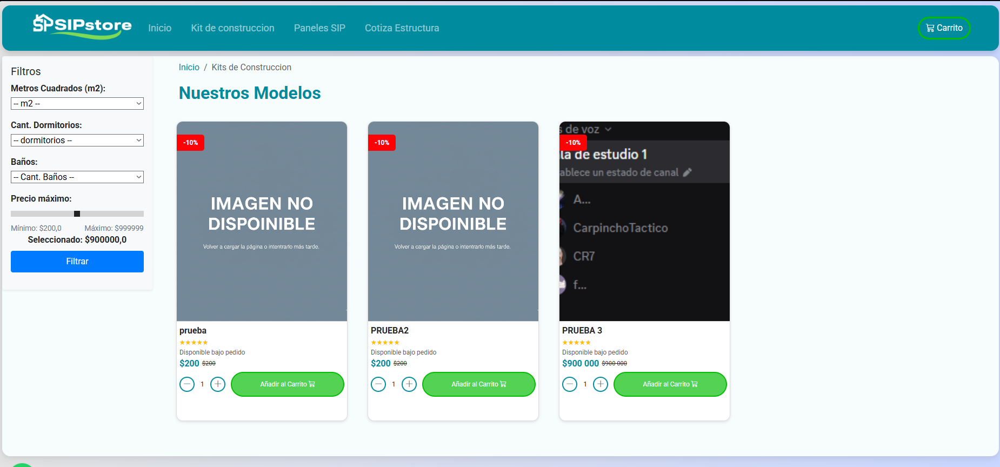 SIPstore
Inicio
Kit de construccion
Paneles SIP
Cotiza Estructura
Carrito
Filtros
Metros Cuadrados (m2):
-- m2 --
Cant. Dormitorios:
-- dormitorios --
Baños:
-- Cant. Baños --
Precio máximo:
Mínimo: $200,0
Máximo: $999999
Seleccionado: $900000,0
Filtrar
Inicio / Kits de Construccion
Nuestros Modelos
-10%
IMAGEN NO
DISPOINIBLE
Volver a cargar la página o intentrarlo más tarde.
prueba
★★★★★
Disponible bajo pedido
$200 $200
1
Añadir al Carrito
-10%
IMAGEN NO
DISPOINIBLE
Volver a cargar la página o intentrarlo más tarde.
PRUEBA2
★★★★★
Disponible bajo pedido
$200 $200
1
Añadir al Carrito
s de voz
-10%
la de estudio 1
ablece un estado de canal
A...
CarpinchoTactico
CR7
f...
PRUEBA 3
★★★★★
Disponible bajo pedido
$900 000 $900 000
1
Añadir al Carrito